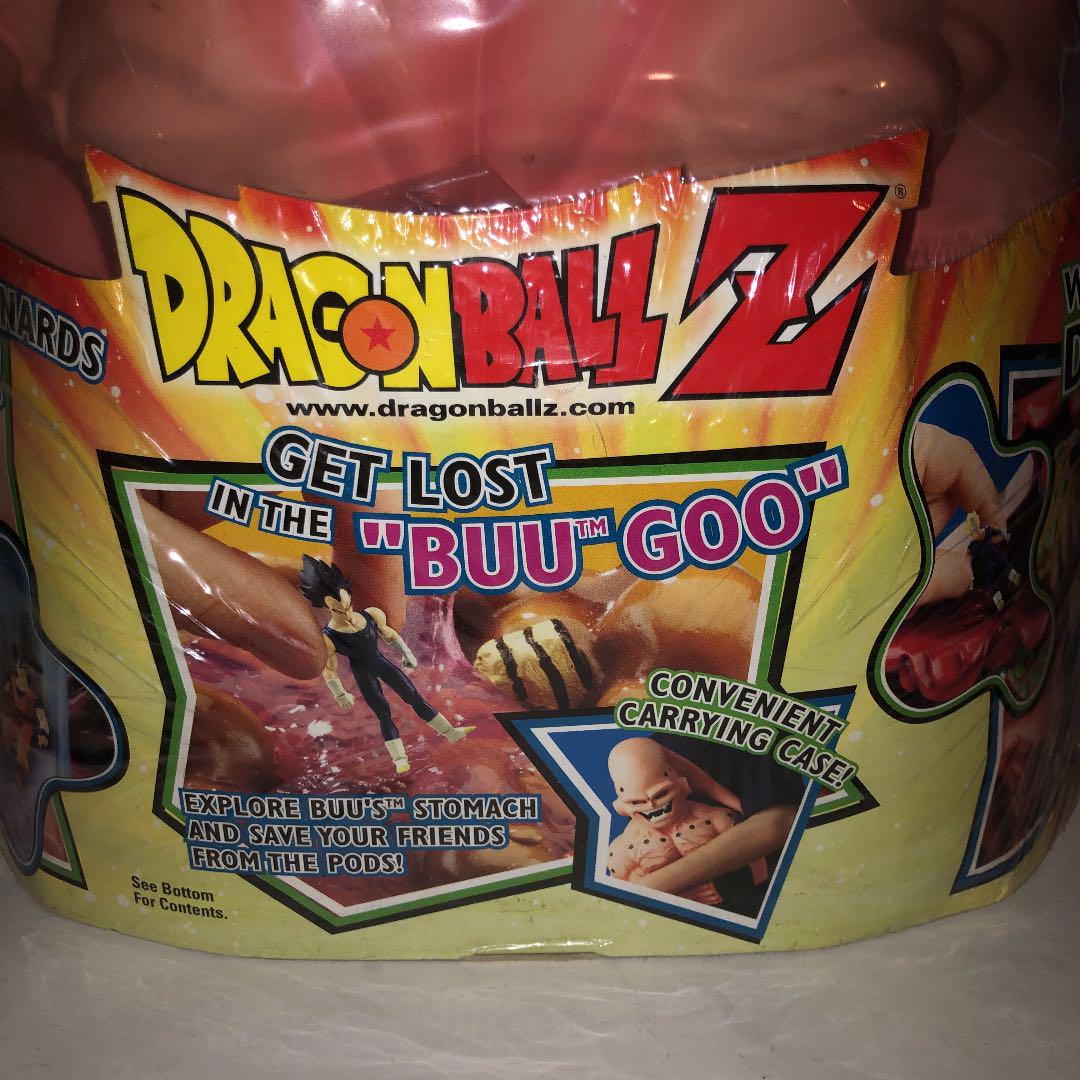 DRAGONBALL Z®
www.dragonballz.com
GET LOST
IN THE "BUU™ GOO"
CONVENIENT
CARRYING CASE!
EXPLORE BUU'S™ STOMACH
AND SAVE YOUR FRIENDS
FROM THE PODS!
See Bottom
For Contents.